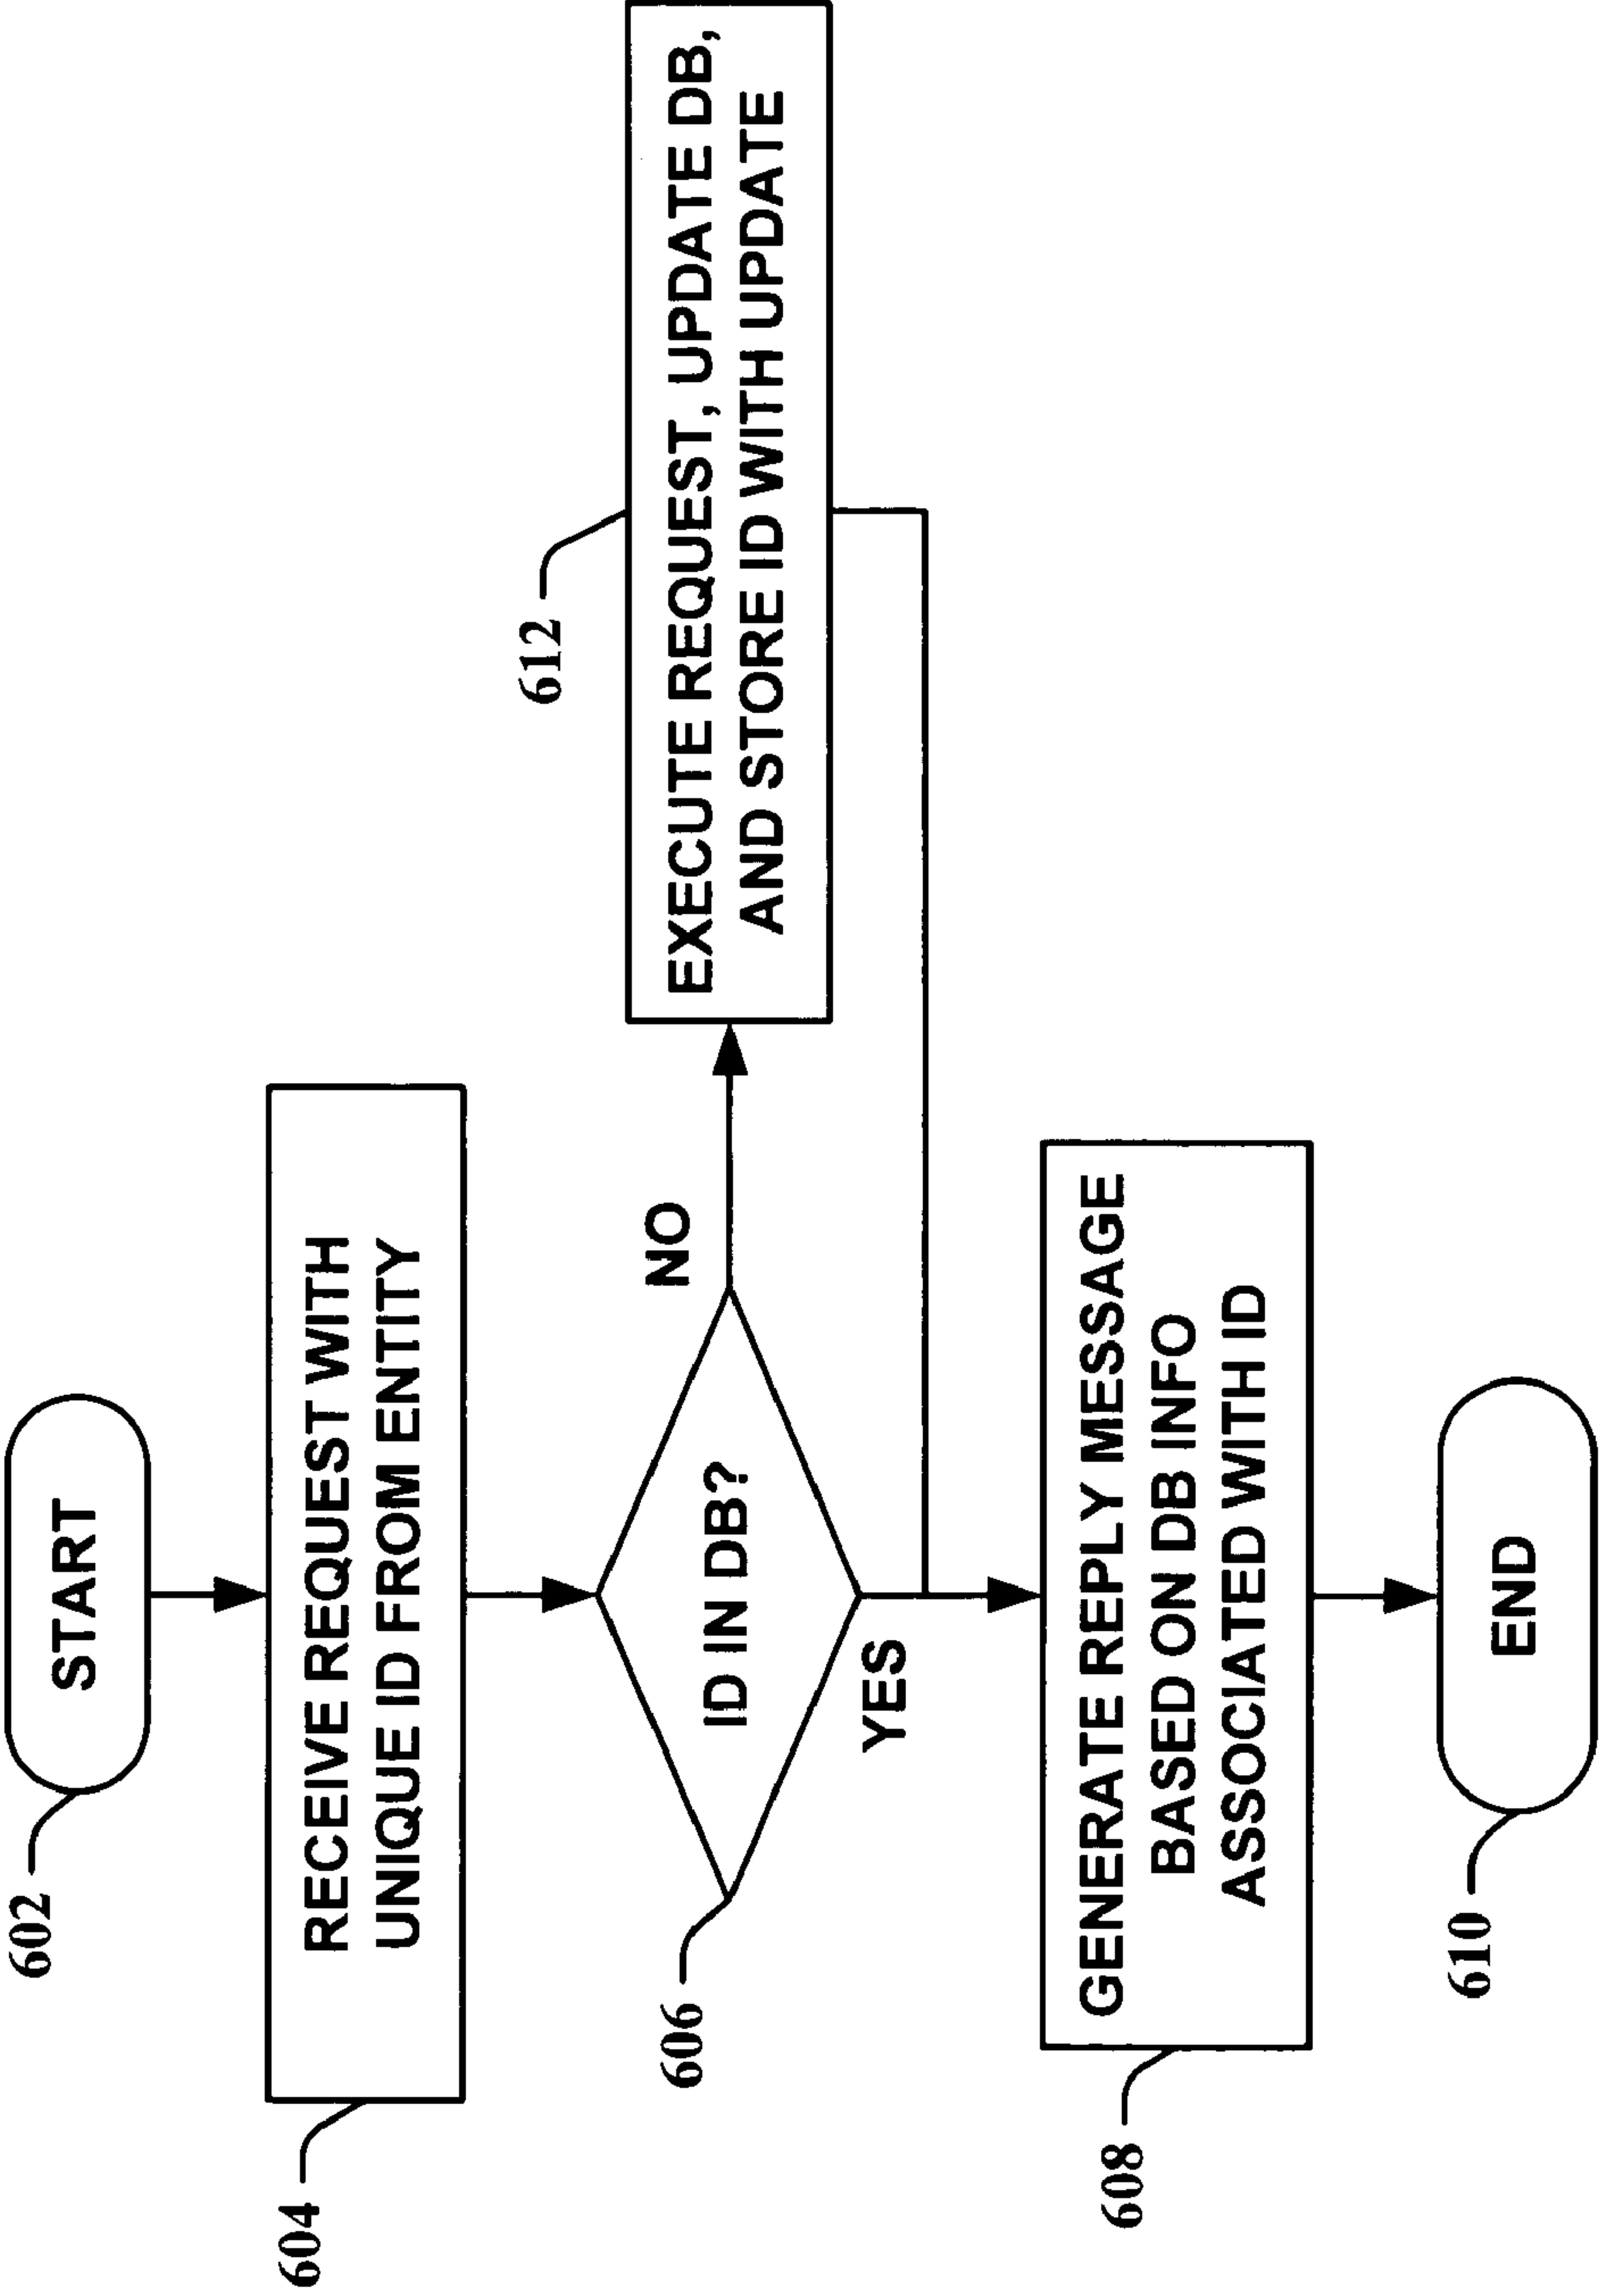 602
START
604
RECEIVE REQUEST WITH
UNIQUE ID FROM ENTITY
606
ID IN DB?
NO
612
EXECUTE REQUEST, UPDATE DB,
AND STORE ID WITH UPDATE
YES
608
GENERATE REPLY MESSAGE
BASED ON DB INFO
ASSOCIATED WITH ID
610
END